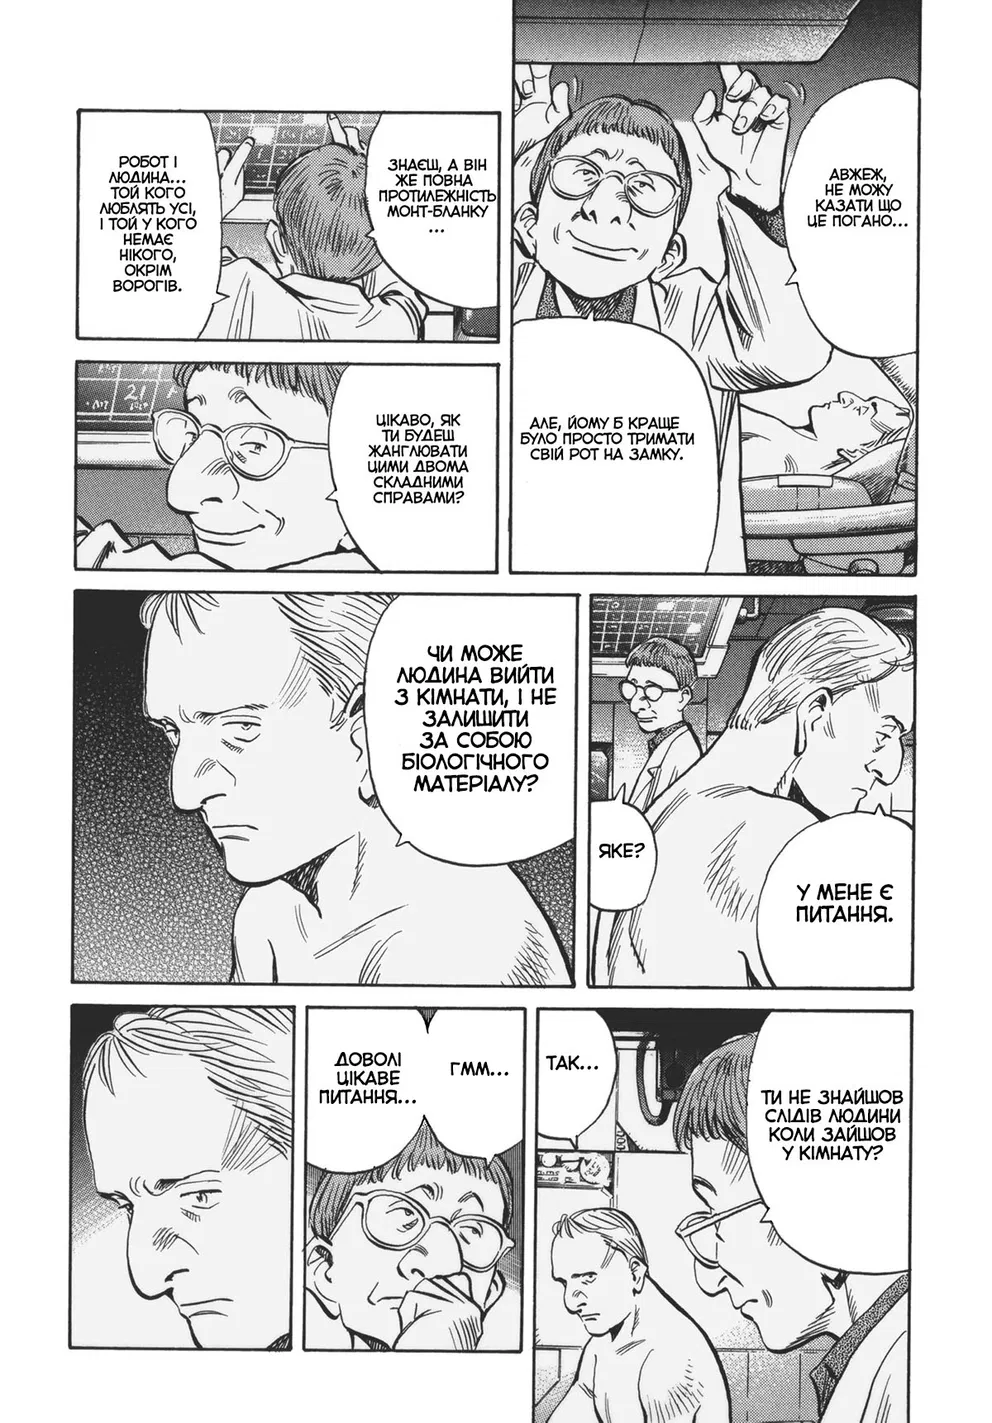 АВЖЕЖ,
НЕ МОЖУ
КАЗАТИ ЩО
ЦЕ ПОГАНО...
АЛЕ, ЙОМУ Б КРАЩЕ
БУЛО ПРОСТО ТРИМАТИ
СВІЙ РОТ НА ЗАМКУ.
ЗНАЄШ, А ВІН
ЖЕ ПОВНА
ПРОТИЛЕЖНІСТЬ
МОНТ-БЛАНКУ
...
РОБОТ І
ЛЮДИНА...
ТОЙ КОГО
ЛЮБЛЯТЬ УСІ,
І ТОЙ У КОГО
НЕМАЄ
НІКОГО,
ОКРІМ
ВОРОГІВ.
ЦІКАВО, ЯК
ТИ БУДЕШ
ЖАНГЛЮВАТИ
ЦИМИ ДВОМА
СКЛАДНИМИ
СПРАВАМИ?
21
У МЕНЕ Є
ПИТАННЯ.
ЯКЕ?
ЧИ МОЖЕ
ЛЮДИНА ВИЙТИ
З КІМНАТИ, І НЕ
ЗАЛИШИТИ
ЗА СОБОЮ
БІОЛОГІЧНОГО
МАТЕРІАЛУ?
ТИ НЕ ЗНАЙШОВ
СЛІДІВ ЛЮДИНИ
КОЛИ ЗАЙШОВ
У КІМНАТУ?
ТАК...
ГММ...
ДОВОЛІ
ЦІКАВЕ
ПИТАННЯ...